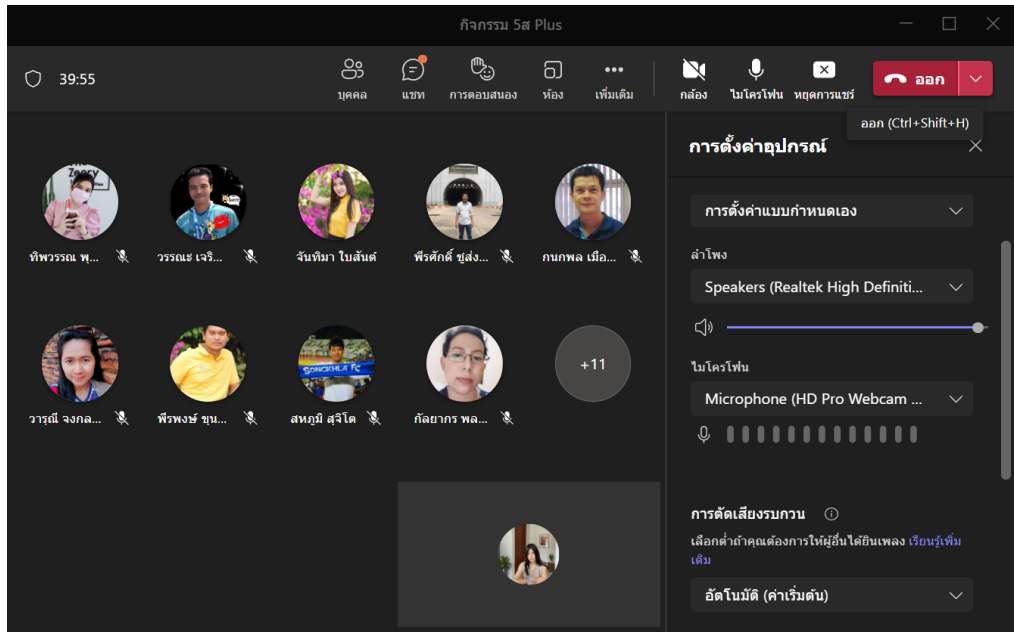 กิจกรรม 5ส Plus
39:55
บุคคล
แชท
การตอบสนอง
ห้อง
เพิ่มเติม
กล้อง
ไมโครโฟน
หยุดการแชร์
ออก
ออก (Ctrl+Shift+H)
การตั้งค่าอุปกรณ์
การตั้งค่าแบบกำหนดเอง
ลำโพง
Speakers (Realtek High Definiti...
ไมโครโฟน
Microphone (HD Pro Webcam ...
การตัดเสียงรบกวน
เลือกต่ำถ้าคุณต้องการให้ผู้อื่นได้ยินเพลง เรียนรู้เพิ่ม
เติม
อัตโนมัติ (ค่าเริ่มต้น)
ทิพวรรณ พุ...
วรรณะ เจริ...
จันทิมา ใบสันต์
พีรศักดิ์ ชูส่ง...
กนกพล เมือ...
วารุณี จงกล...
พีรพงษ์ ขุน...
สหภูมิ สุจิโต
SONGKHLA FC
กัลยากร พล...
+11